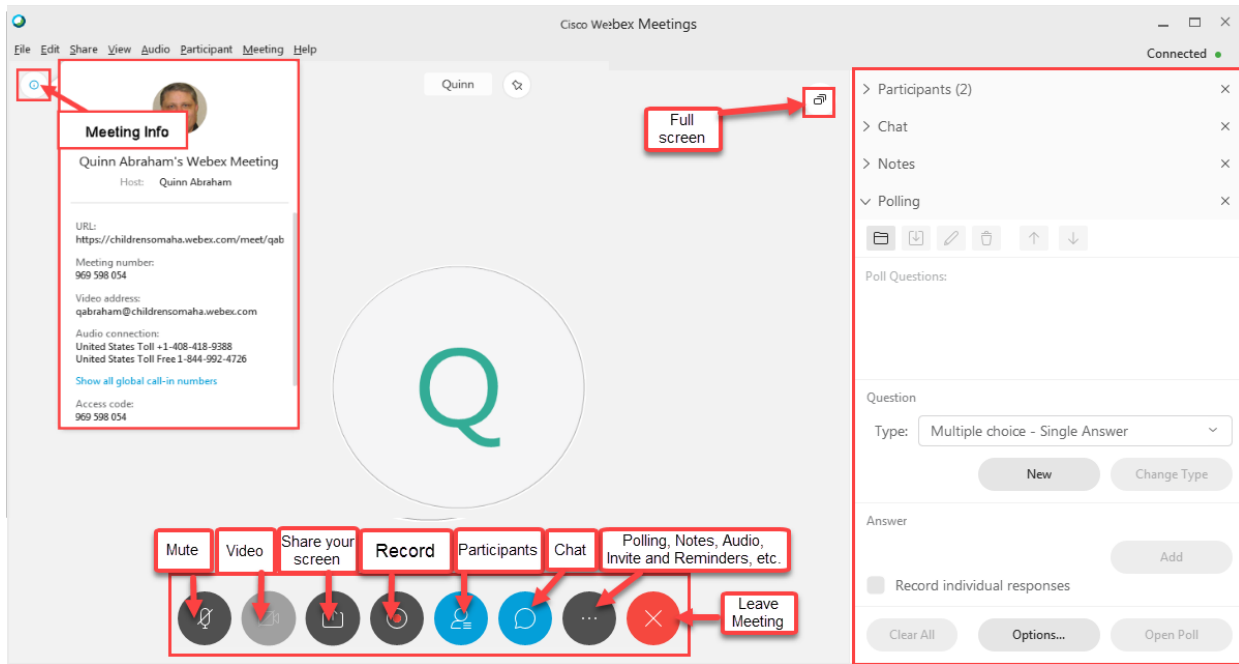 Cisco Webex Meetings
File Edit Share View Audio Participant Meeting Help
Connected
Quinn
Meeting Info
Full
screen
Quinn Abraham's Webex Meeting
Host: Quinn Abraham
URL:
https://childrensomaha.webex.com/meet/qab
Meeting number:
969 598 054
Video address:
qabraham@childrensomaha.webex.com
Audio connection:
United States Toll +1-408-418-9388
United States Toll Free 1-844-992-4726
Show all global call-in numbers
Access code:
969 598 054
Q
Participants (2)
Chat
Notes
Polling
Poll Questions:
Question
Type: Multiple choice - Single Answer
New Change Type
Answer
Add
Record individual responses
Clear All Options... Open Poll
Mute
Video
Share your
screen
Record
Participants
Chat
Polling, Notes, Audio,
Invite and Reminders, etc.
Leave
Meeting